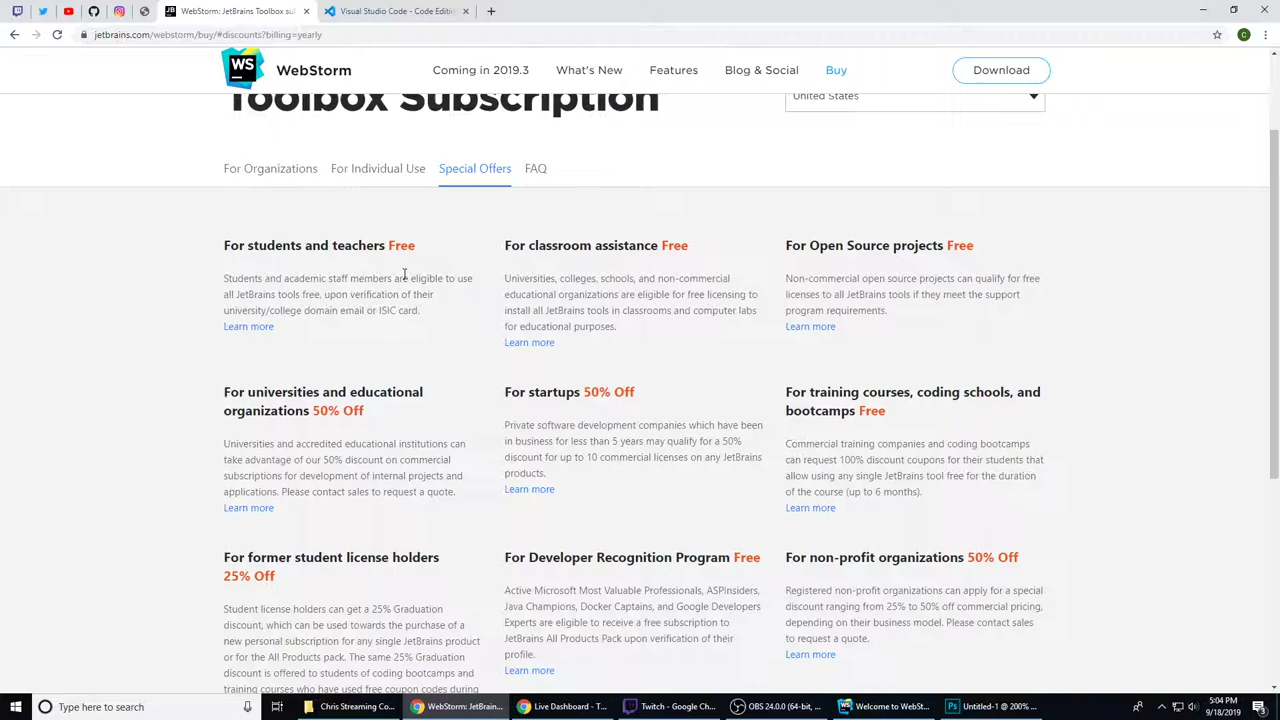 WebStorm: JetBrains Toolbox sul
Visual Studio Code - Code Editin
jetbrains.com/webstorm/buy/#discounts?billing=yearly
C
WS
WebStorm
Coming in 2019.3
What's New
Features
Blog & Social
Buy
Download
Toolbox Subscription
United States
For Organizations
For Individual Use
Special Offers
FAQ
For students and teachers Free
Students and academic staff members are eligible to use
all JetBrains tools free, upon verification of their
university/college domain email or ISIC card.
Learn more
For classroom assistance Free
Universities, colleges, schools, and non-commercial
educational organizations are eligible for free licensing to
install all JetBrains tools in classrooms and computer labs
for educational purposes.
Learn more
For Open Source projects Free
Non-commercial open source projects can qualify for free
licenses to all JetBrains tools if they meet the support
program requirements.
Learn more
For universities and educational
organizations 50% Off
Universities and accredited educational institutions can
take advantage of our 50% discount on commercial
subscriptions for development of internal projects and
applications. Please contact sales to request a quote.
Learn more
For startups 50% Off
Private software development companies which have been
in business for less than 5 years may qualify for a 50%
discount for up to 10 commercial licenses on any JetBrains
products.
Learn more
For training courses, coding schools, and
bootcamps Free
Commercial training companies and coding bootcamps
can request 100% discount coupons for their students that
allow using any single JetBrains tool free for the duration
of the course (up to 6 months).
Learn more
For former student license holders
25% Off
Student license holders can get a 25% Graduation
discount, which can be used towards the purchase of a
new personal subscription for any single JetBrains product
or for the All Products pack. The same 25% Graduation
discount is offered to students of coding bootcamps and
training courses who have used free coupon codes during
For Developer Recognition Program Free
Active Microsoft Most Valuable Professionals, ASPInsiders,
Java Champions, Docker Captains, and Google Developers
Experts are eligible to receive a free subscription to
JetBrains All Products Pack upon verification of their
profile.
Learn more
For non-profit organizations 50% Off
Registered non-profit organizations can apply for a special
discount ranging from 25% to 50% off commercial pricing,
depending on their business model. Please contact sales
to request a quote.
Learn more
Type here to search
Chris Streaming Co...
WebStorm: JetBrain...
Live Dashboard - T...
Twitch - Google Ch...
OBS 24.0.0 (64-bit, ...
Welcome to WebSt...
Ps
Untitled-1 @ 200% ...
5:04 PM
9/18/2019